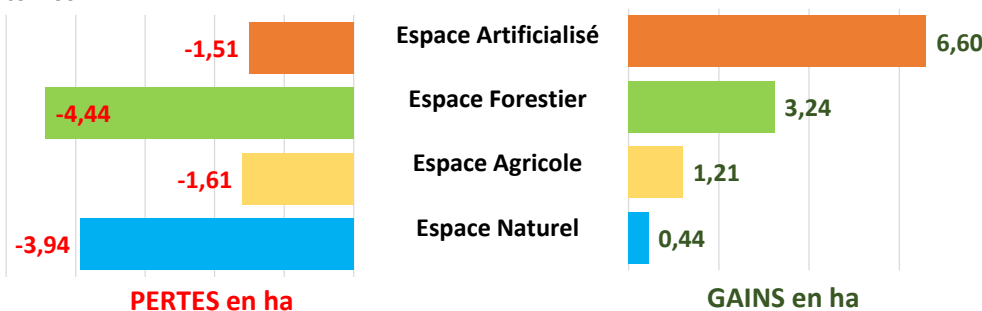 -1,51 Espace Artificialisé 6,60
-4,44 Espace Forestier 3,24
-1,61 Espace Agricole 1,21
-3,94 Espace Naturel 0,44
PERTES en ha GAINS en ha